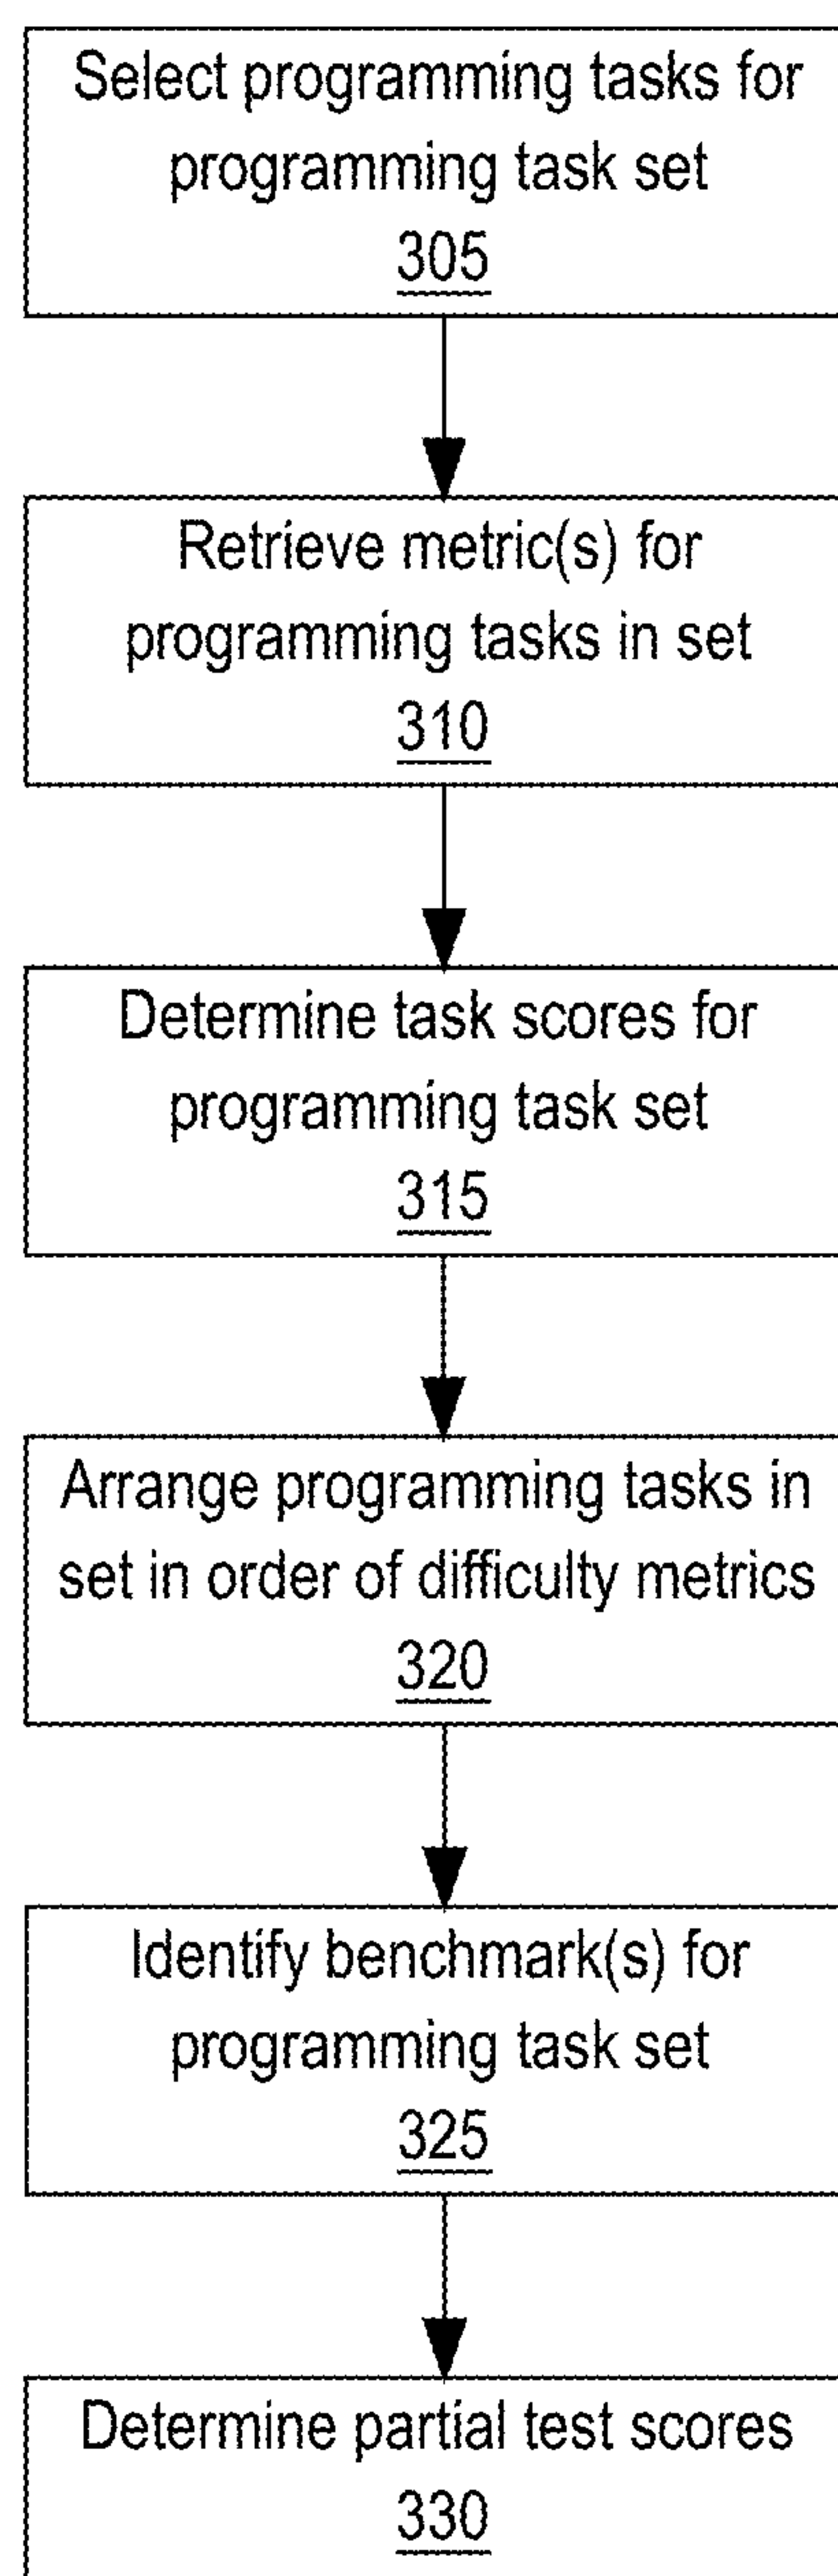 Select programming tasks for
programming task set
305
Retrieve metric(s) for
programming tasks in set
310
Determine task scores for
programming task set
315
Arrange programming tasks in
set in order of difficulty metrics
320
Identify benchmark(s) for
programming task set
325
Determine partial test scores
330